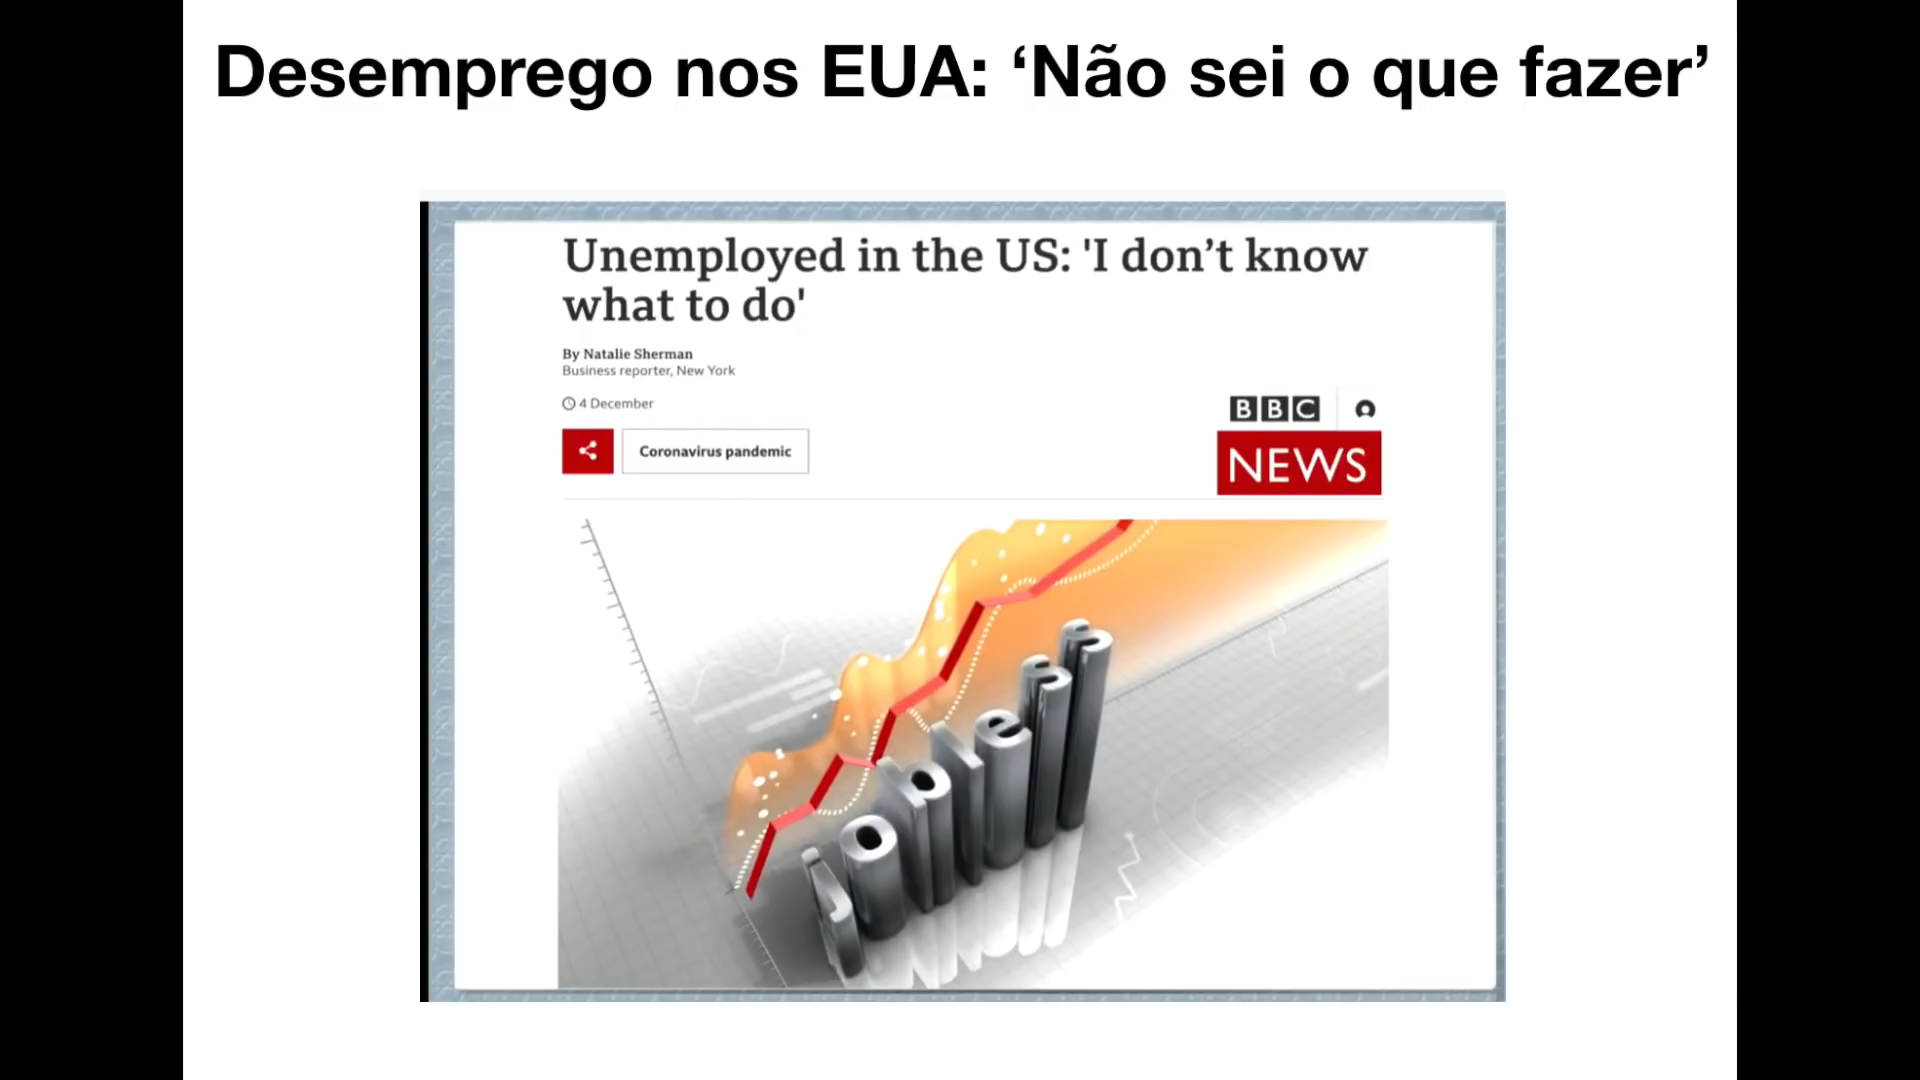 Desemprego nos EUA: ‘Não sei o que fazer’
Unemployed in the US: 'I don’t know
what to do'
By Natalie Sherman
Business reporter, New York
4 December
Coronavirus pandemic
BBC
NEWS
jobless